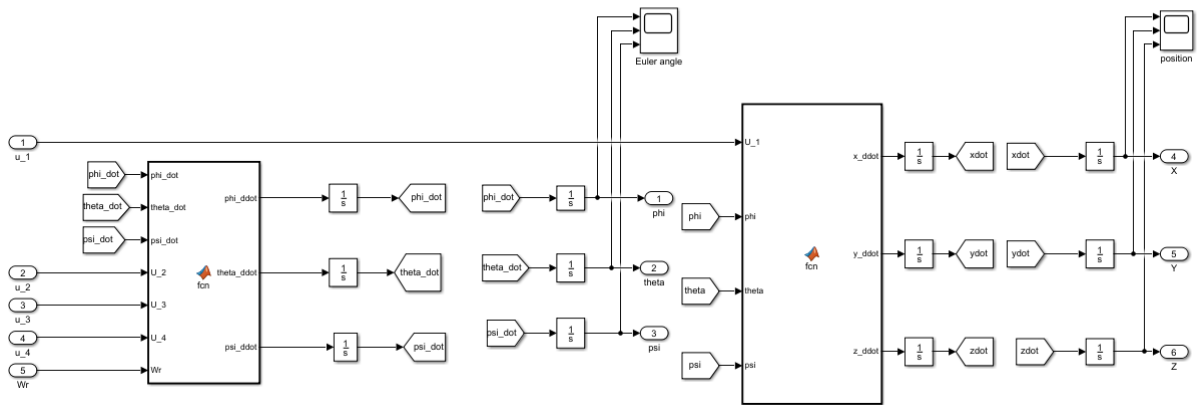 Euler angle
position
1
u_1
phi_dot
theta_dot
psi_dot
2
u_2
3
u_3
4
u_4
5
Wr
phi_dot
theta_dot
psi_dot
U_2
U_3
U_4
Wr
fcn
phi_ddot
theta_ddot
psi_ddot
1
s
phi_dot
1
s
theta_dot
1
s
psi_dot
phi_dot
1
s
1
phi
theta_dot
1
s
2
theta
psi_dot
1
s
3
psi
phi
theta
psi
U_1
phi
theta
psi
fcn
x_ddot
y_ddot
z_ddot
1
s
xdot
xdot
1
s
4
X
1
s
ydot
ydot
1
s
5
Y
1
s
zdot
zdot
1
s
6
Z